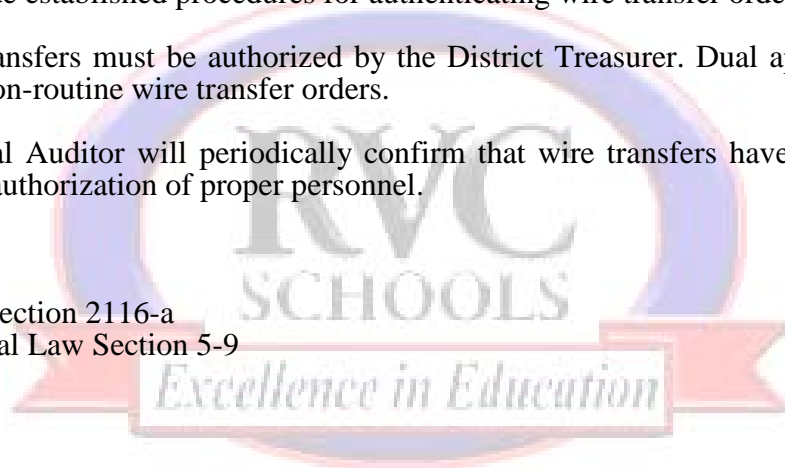 established procedures for authenticating wire transfer
ansfers must be authorized by the District Treasurer. Dual
on-routine wire transfer orders.
al Auditor will periodically confirm that wire transfers have
authorization of proper personnel.
RVC
SCHOOLS
ection 2116-a
al Law Section 5-9
Excellence in Education